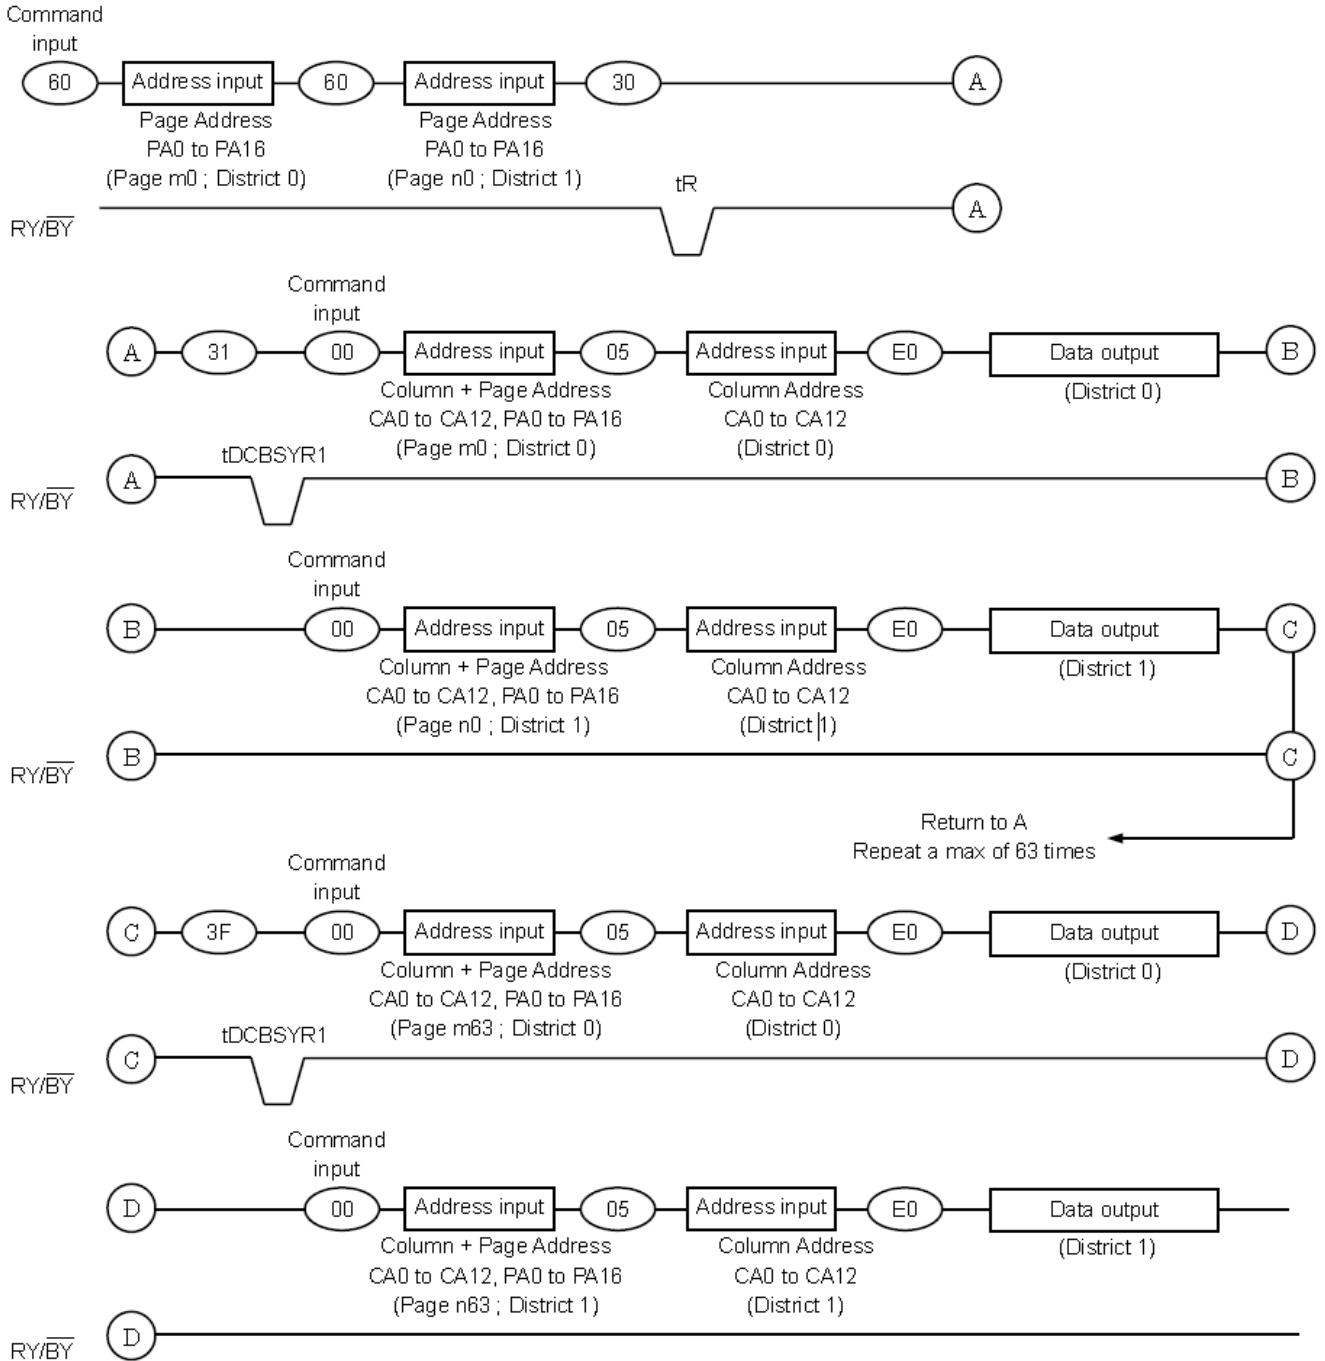 Command
input
60 Address input 60 Address input 30 A
Page Address Page Address
PA0 to PA16 PA0 to PA16
(Page m0 ; District 0) (Page n0 ; District 1)
tR
A
RY/BY
Command
input
A 31 00 Address input 05 Address input E0 Data output B
Column + Page Address Column Address (District 0)
CA0 to CA12, PA0 to PA16 CA0 to CA12
(Page m0 ; District 0) (District 0)
tDCBSYR1
A B
RY/BY
Command
input
B 00 Address input 05 Address input E0 Data output C
Column + Page Address Column Address (District 1)
CA0 to CA12, PA0 to PA16 CA0 to CA12
(Page n0 ; District 1) (District 1)
B C
RY/BY
Return to A
Repeat a max of 63 times
Command
input
C 3F 00 Address input 05 Address input E0 Data output D
Column + Page Address Column Address (District 0)
CA0 to CA12, PA0 to PA16 CA0 to CA12
(Page m63 ; District 0) (District 0)
tDCBSYR1
C D
RY/BY
Command
input
D 00 Address input 05 Address input E0 Data output
Column + Page Address Column Address (District 1)
CA0 to CA12, PA0 to PA16 CA0 to CA12
(Page n63 ; District 1) (District 1)
D
RY/BY